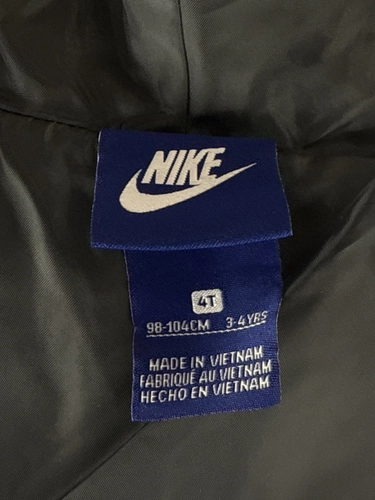 NIKE
4T
98-104CM 3-4YRS
MADE IN VIETNAM
FABRIQUÉ AU VIETNAM
HECHO EN VIETNAM